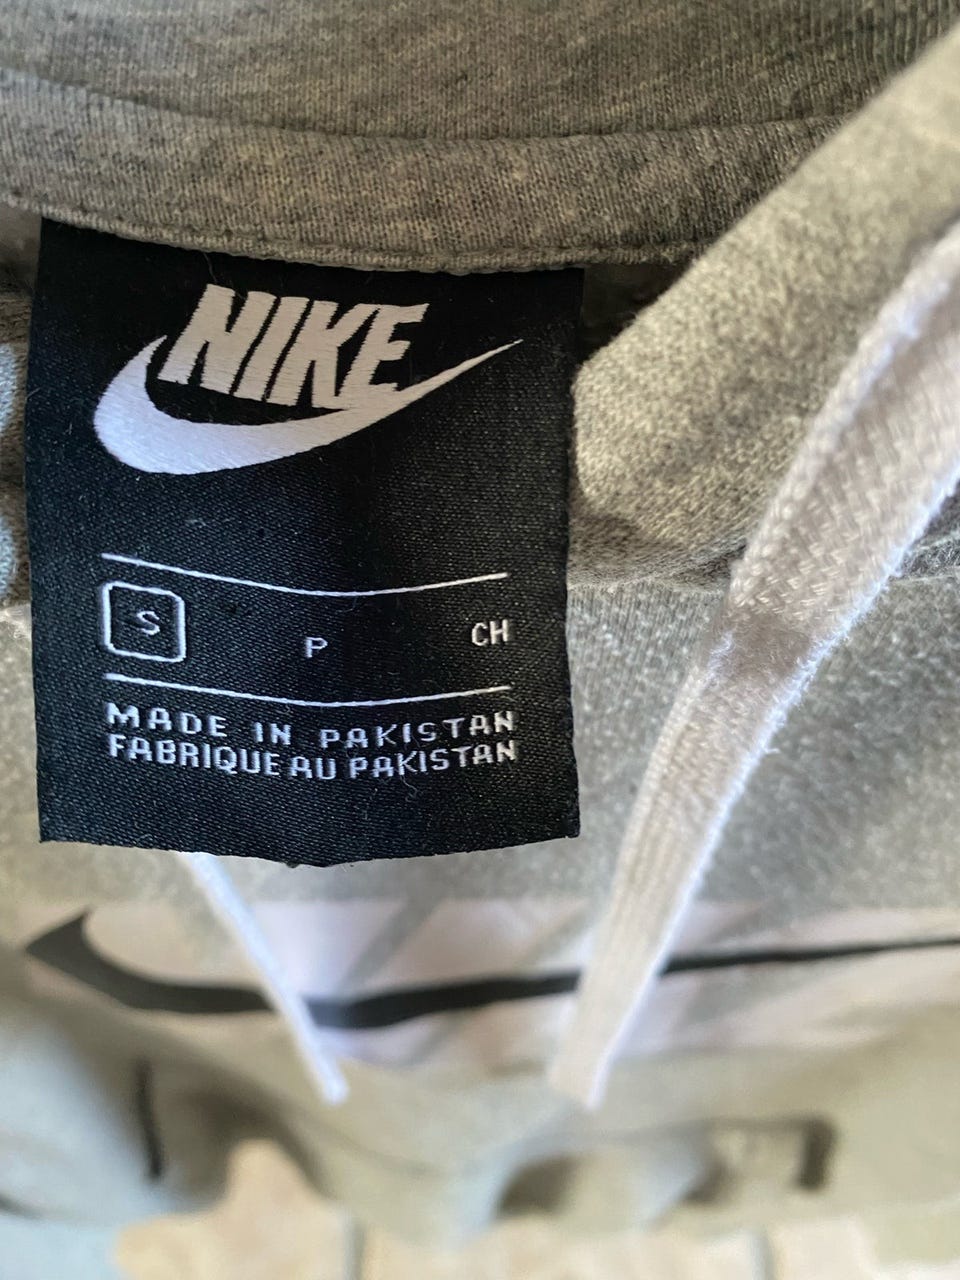 NIKE
S P CH
MADE IN PAKISTAN
FABRIQUE AU PAKISTAN